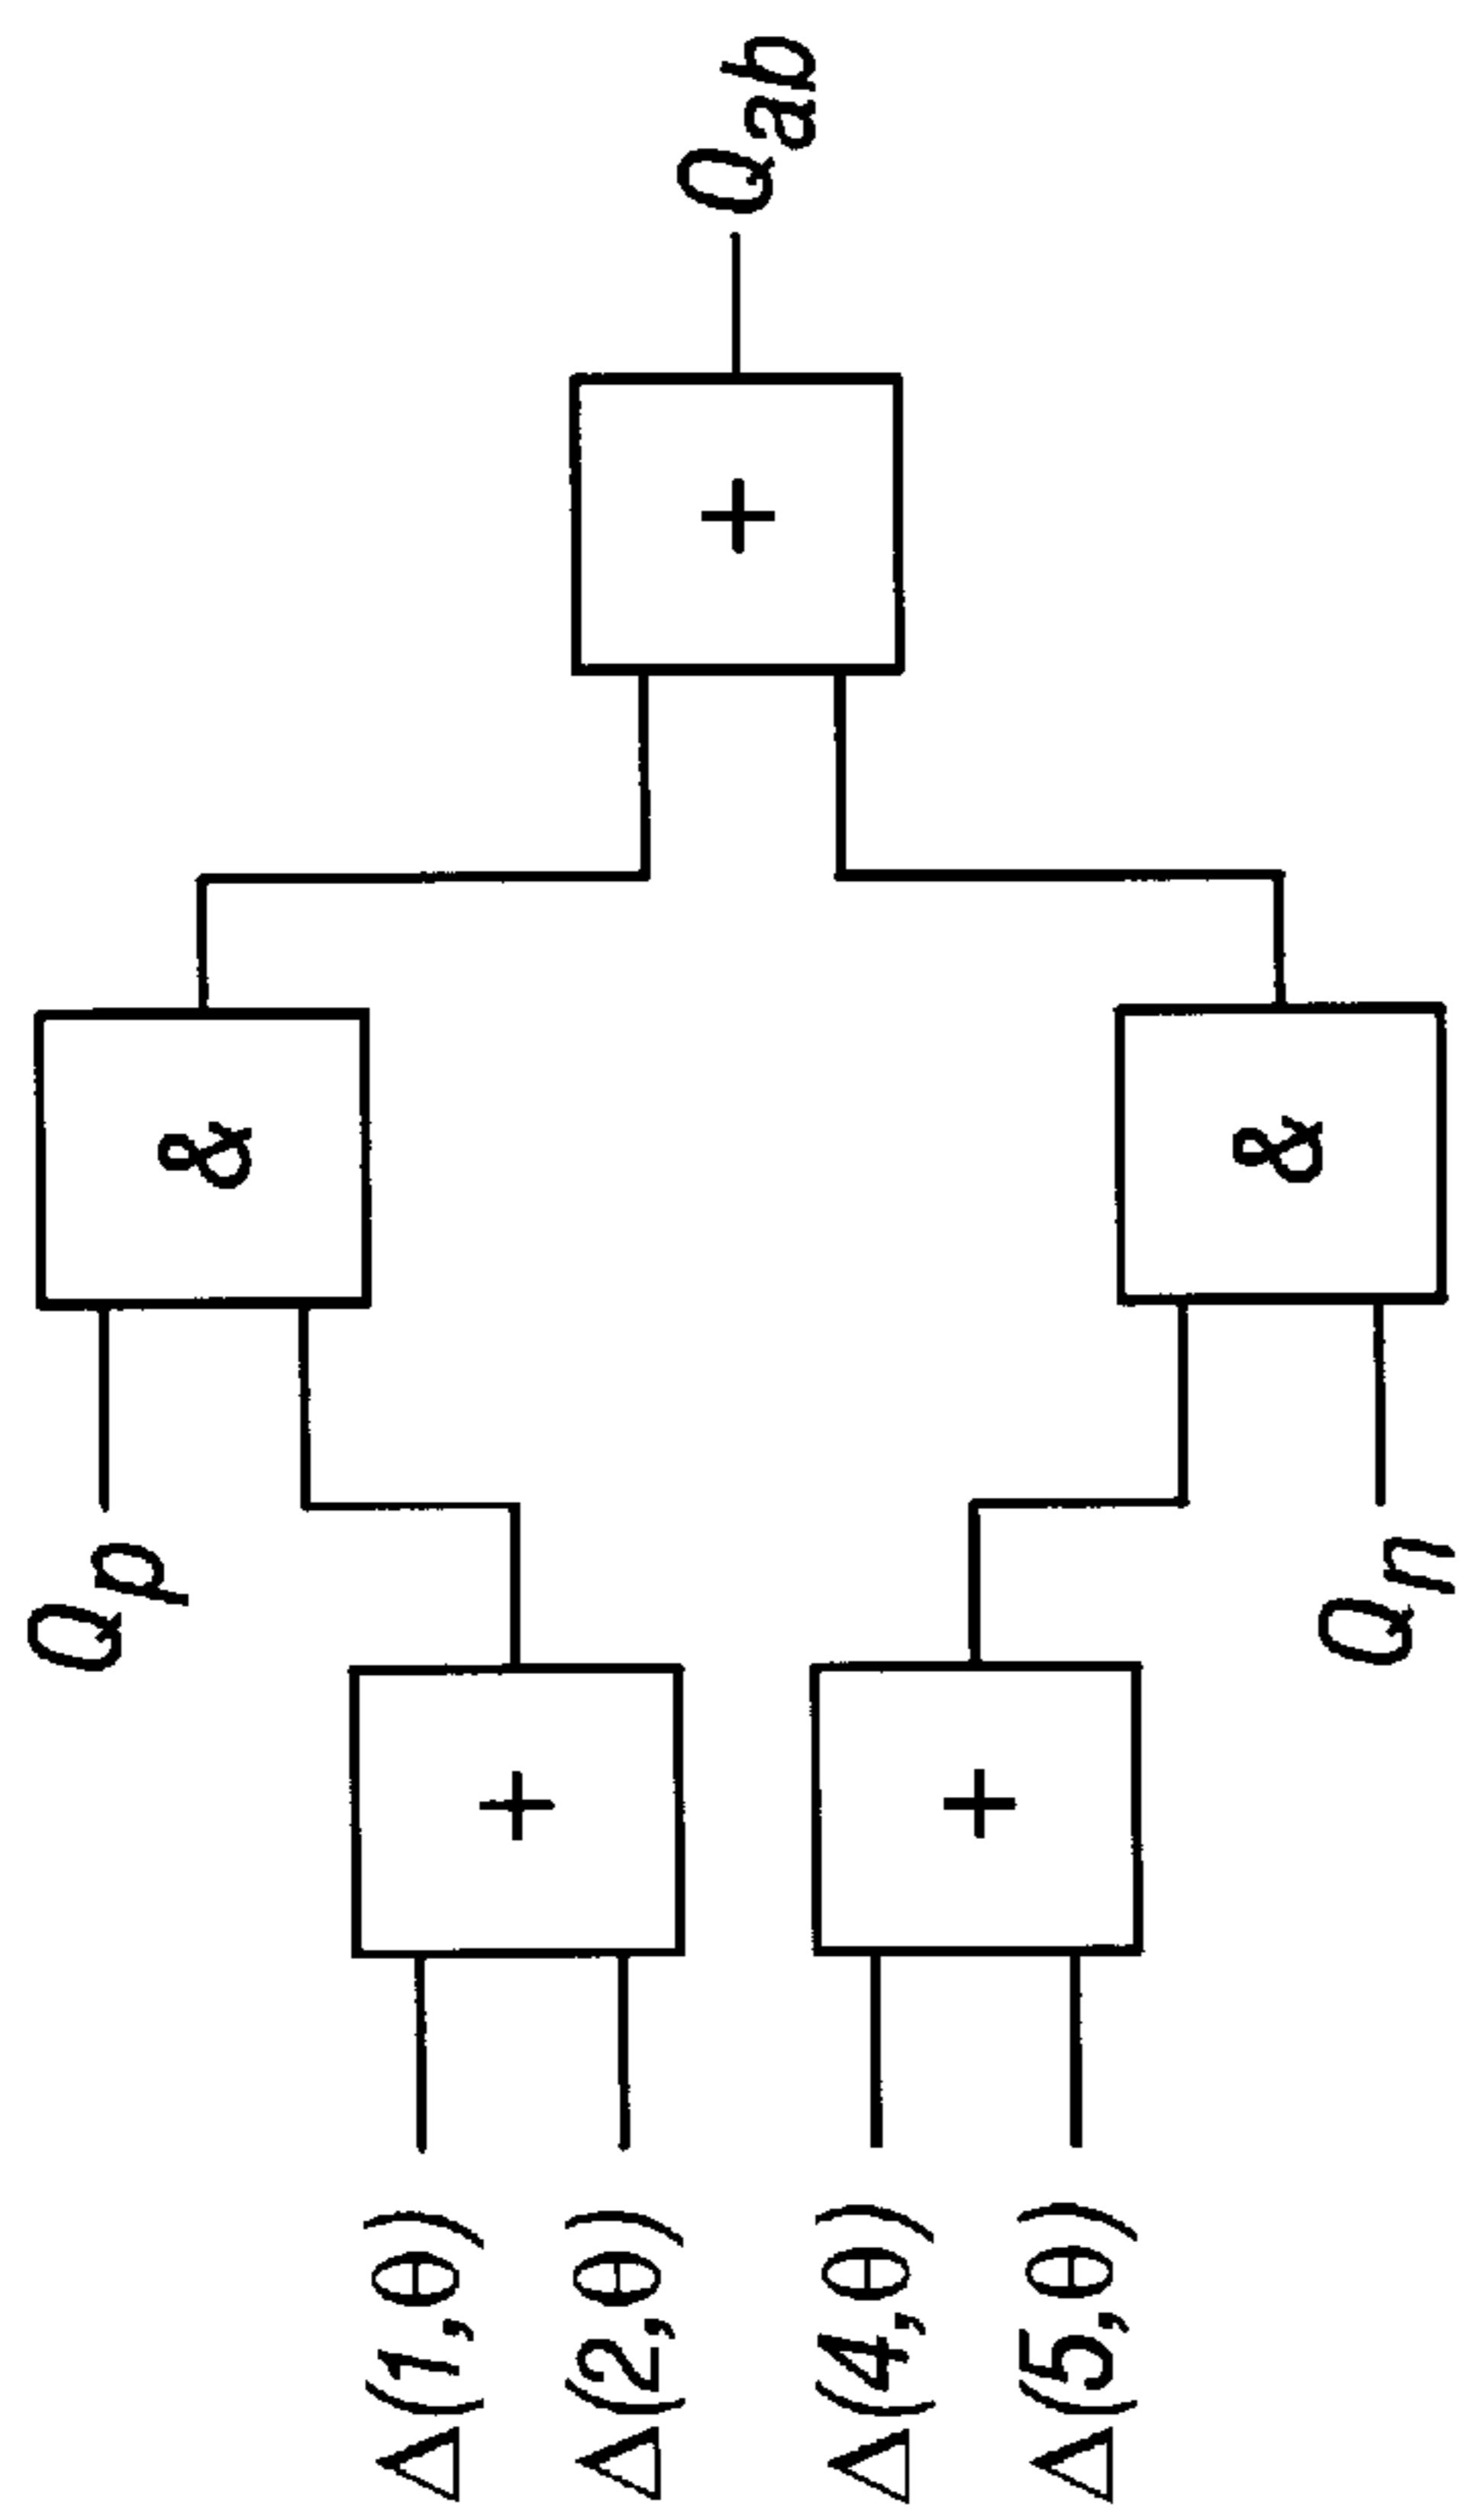 Qp
&
Δ(1,θ)
+
Δ(2,θ)
+
Qab
Δ(4,θ)
+
Δ(5,θ)
&
Qn